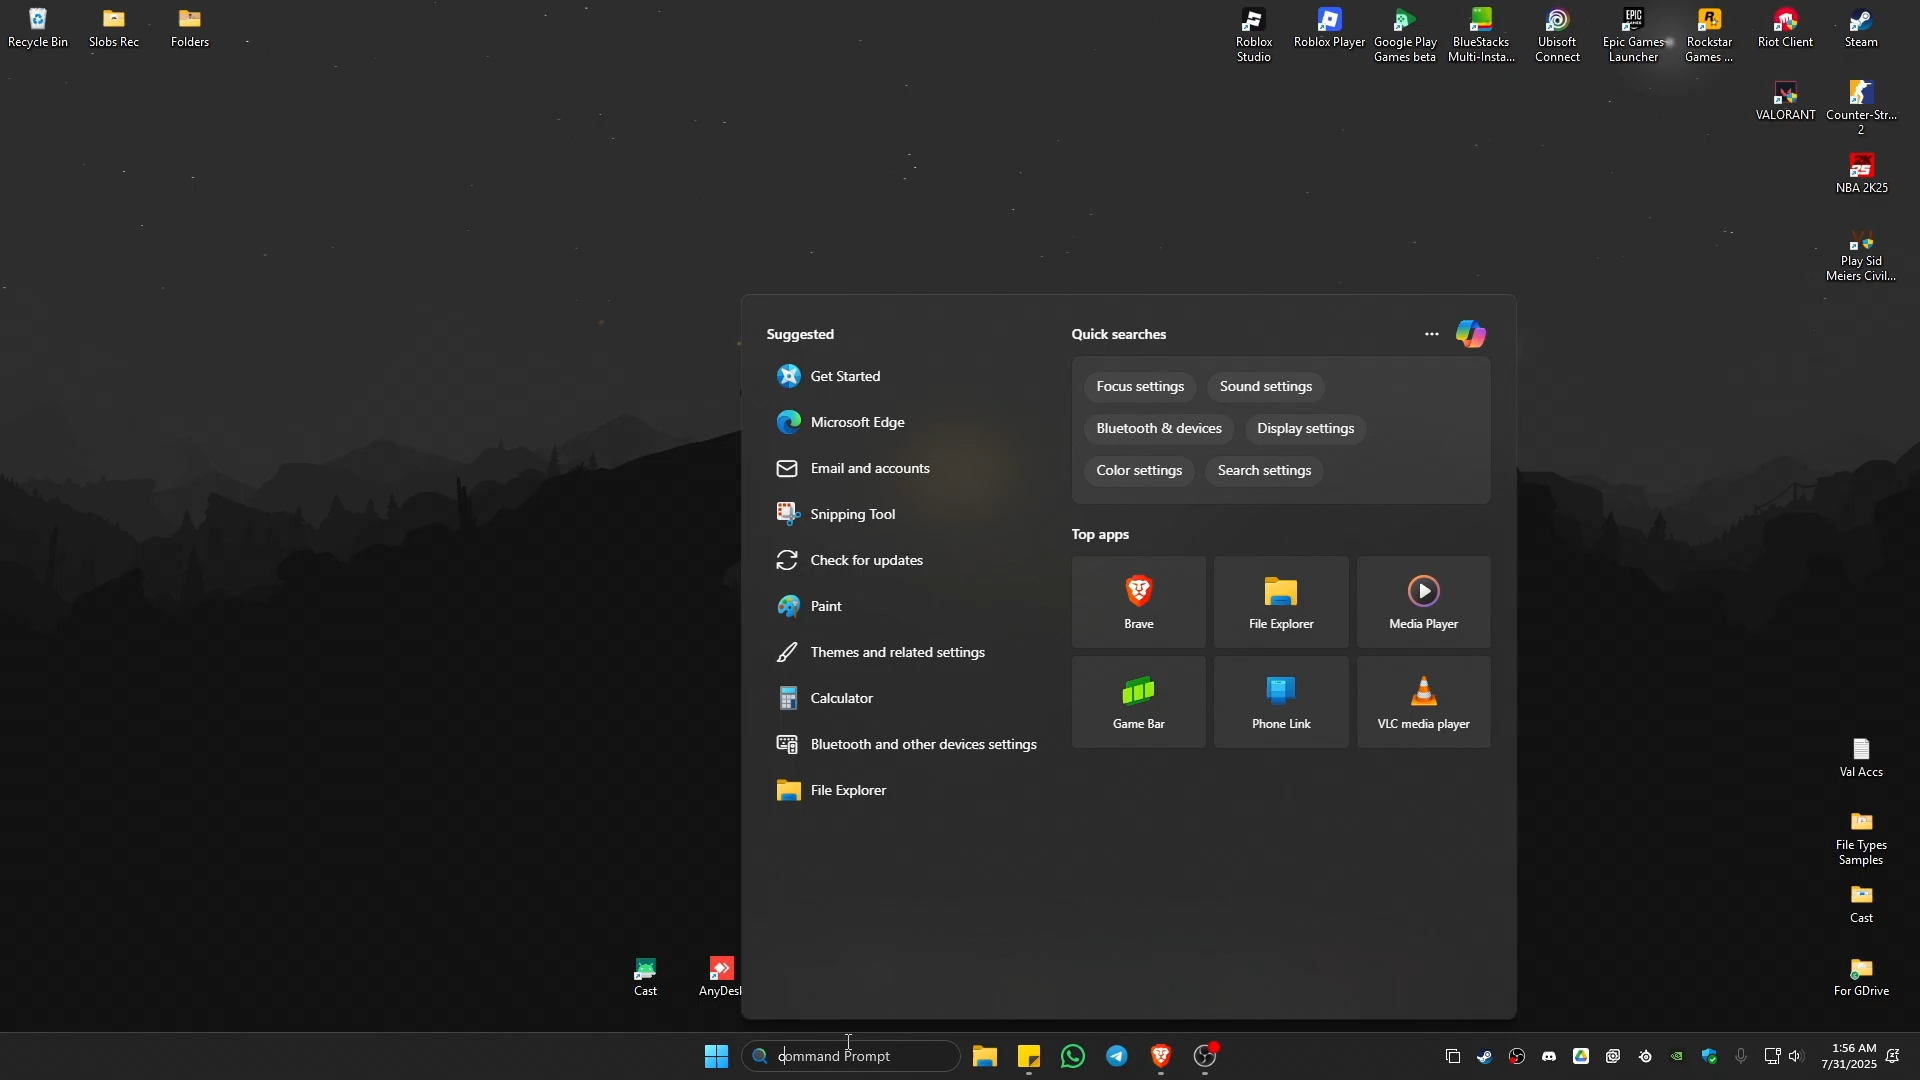 Recycle Bin
Slobs Rec
Folders
Roblox
Studio
Roblox Player
Google Play
Games beta
BlueStacks
Multi-Insta...
Ubisoft
Connect
EPIC
GAMES
Epic Games
Launcher
Rockstar
Games ...
Riot Client
Steam
VALORANT
Counter-Str...
2
2K
25
NBA 2K25
Play Sid
Meiers Civil...
Suggested
Get Started
Microsoft Edge
Email and accounts
Snipping Tool
Check for updates
Paint
Themes and related settings
Calculator
Bluetooth and other devices settings
File Explorer
Quick searches
Focus settings
Sound settings
Bluetooth & devices
Display settings
Color settings
Search settings
Top apps
Brave
File Explorer
Media Player
Game Bar
Phone Link
VLC media player
Val Accs
File Types
Samples
Cast
For GDrive
Cast
AnyDesk
command Prompt
1:56 AM
7/31/2025